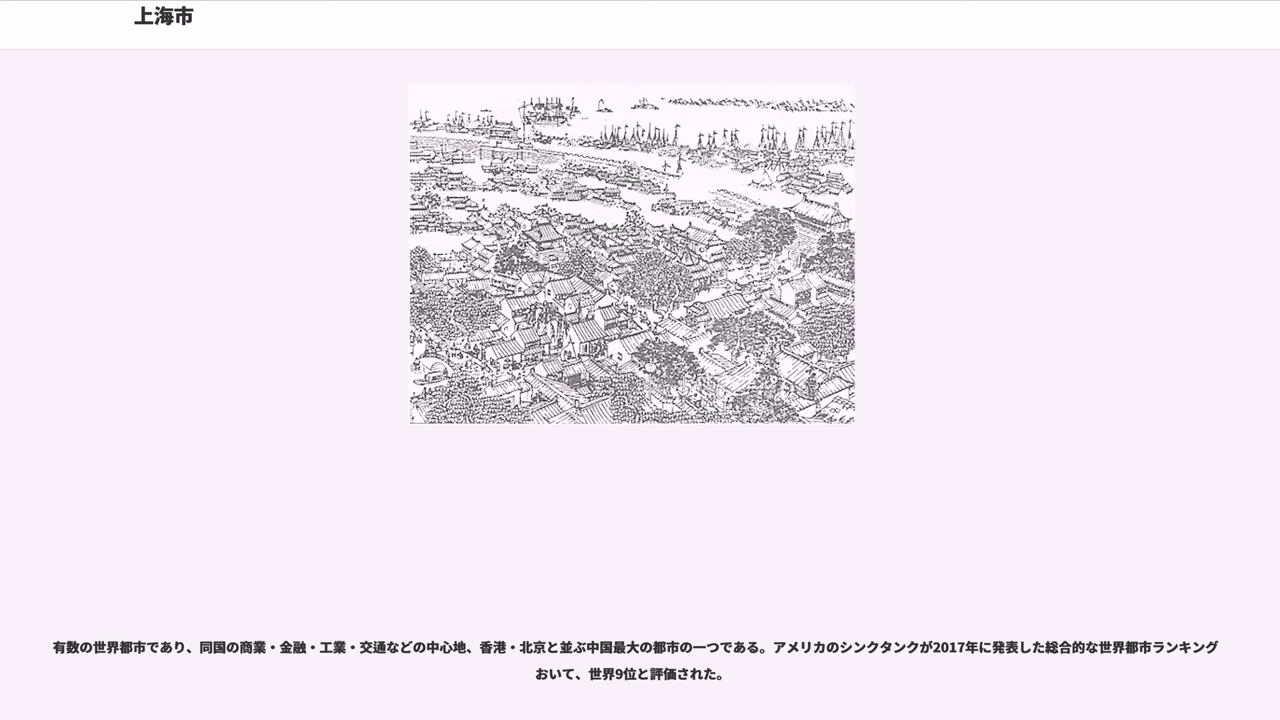 上海市
有数の世界都市であり、同国の商業・金融・工業・交通などの中心地、香港・北京と並ぶ中国最大の都市の一つである。アメリカのシンクタンクが2017年に発表した総合的な世界都市ランキング
おいて、世界9位と評価された。